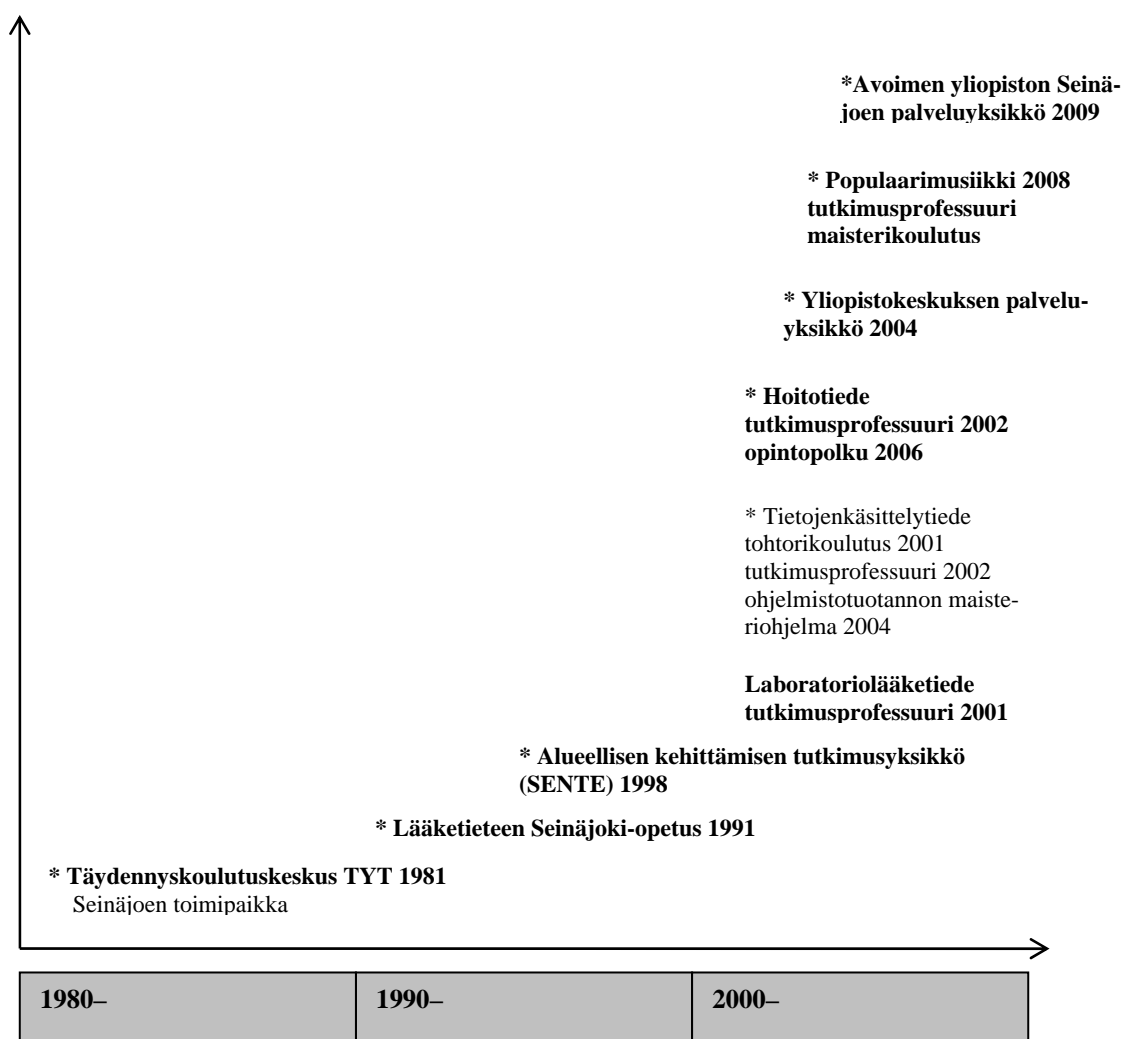 *Avoimen yliopiston Seinä-
joen palveluyksikkö 2009
* Populaarimusiikki 2008
tutkimusprofessuuri
maisterikoulutus
* Yliopistokeskuksen palvelu-
yksikkö 2004
* Hoitotiede
tutkimusprofessuuri 2002
opintopolku 2006
* Tietojenkäsittelytiede
tohtorikoulutus 2001
tutkimusprofessuuri 2002
ohjelmistotuotannon maiste-
riohjelma 2004
Laboratoriolääketiede
tutkimusprofessuuri 2001
* Alueellisen kehittämisen tutkimusyksikkö
(SENTE) 1998
* Lääketieteen Seinäjoki-opetus 1991
* Täydennyskoulutuskeskus TYT 1981
Seinäjoen toimipaikka
1980– 1990– 2000–